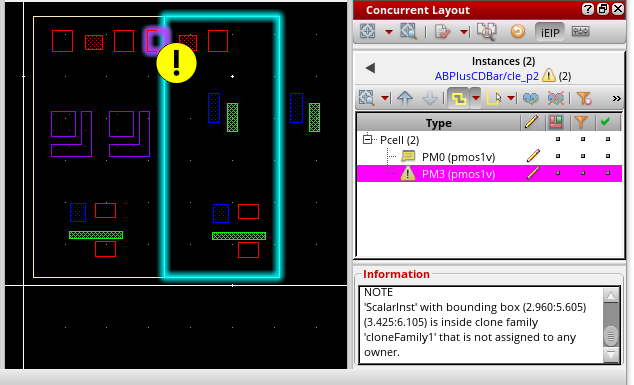 Concurrent Layout
iEIP
Instances (2)
ABPlusCDBar/cle_p2 (2)
»
Type
Pcell (2)
PM0 (pmos1v)
PM3 (pmos1v)
Information
NOTE
'ScalarInst' with bounding box (2.960:5.605)
(3.425:6.105) is inside clone family
'cloneFamily1' that is not assigned to any
owner.